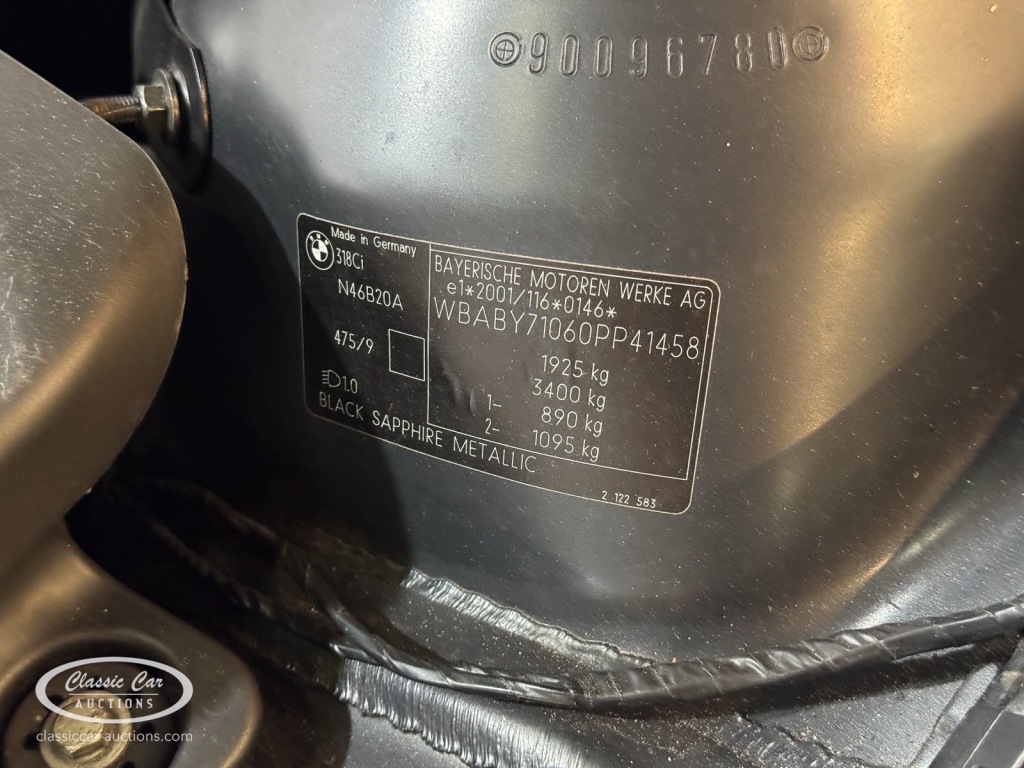 90096780
Made in Germany
318Ci
N46B20A
475/9
1.0
BLACK SAPPHIRE METALLIC
BAYERISCHE MOTOREN WERKE AG
e1*2001/116*0146*
WBABY71060PP41458
1925 kg
3400 kg
1- 890 kg
2- 1095 kg
2 122 583
Classic Car
AUCTIONS
classiccar-auctions.com